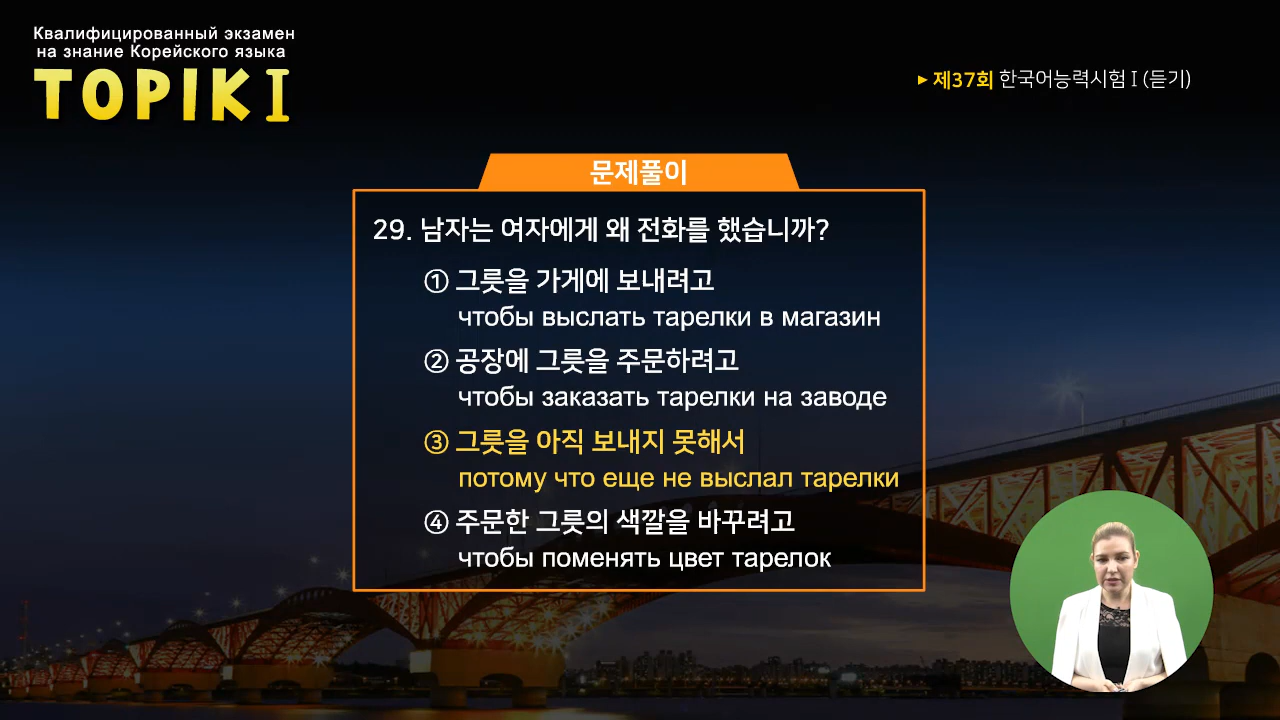 Квалифицированный экзамен
на знание Корейского языка
TOPIK I
▶ 제37회 한국어능력시험 I (듣기)
문제풀이
29. 남자는 여자에게 왜 전화를 했습니까?
① 그릇을 가게에 보내려고
чтобы выслать тарелки в магазин
② 공장에 그릇을 주문하려고
чтобы заказать тарелки на заводе
③ 그릇을 아직 보내지 못해서
потому что еще не выслал тарелки
④ 주문한 그릇의 색깔을 바꾸려고
чтобы поменять цвет тарелок